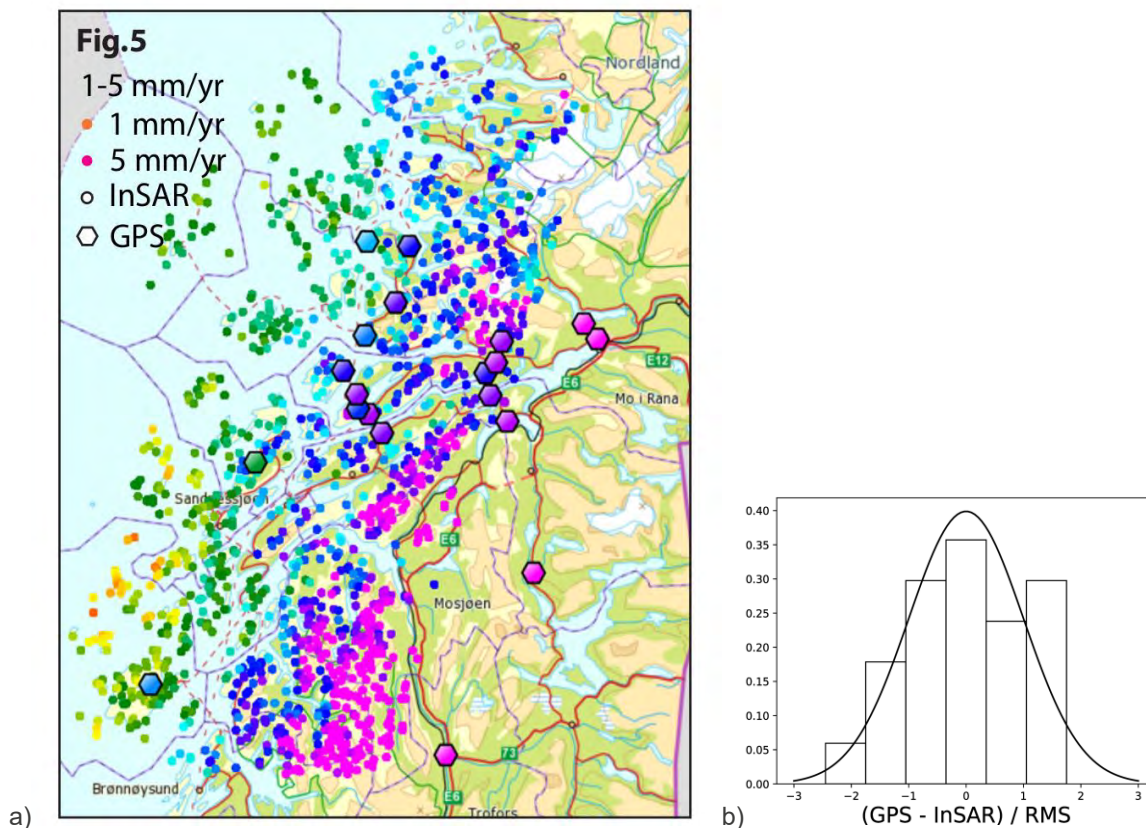 Fig.5
1-5 mm/yr
1 mm/yr
5 mm/yr
InSAR
GPS
Nordland
E12
E6
Mo i Rana
E6
Mosjøen
73
Brønnøysund
E6
Trofors
a)
0.40
0.35
0.30
0.25
0.20
0.15
0.10
0.05
0.00
−3 −2 −1 0 1 2 3
(GPS - InSAR) / RMS
b)